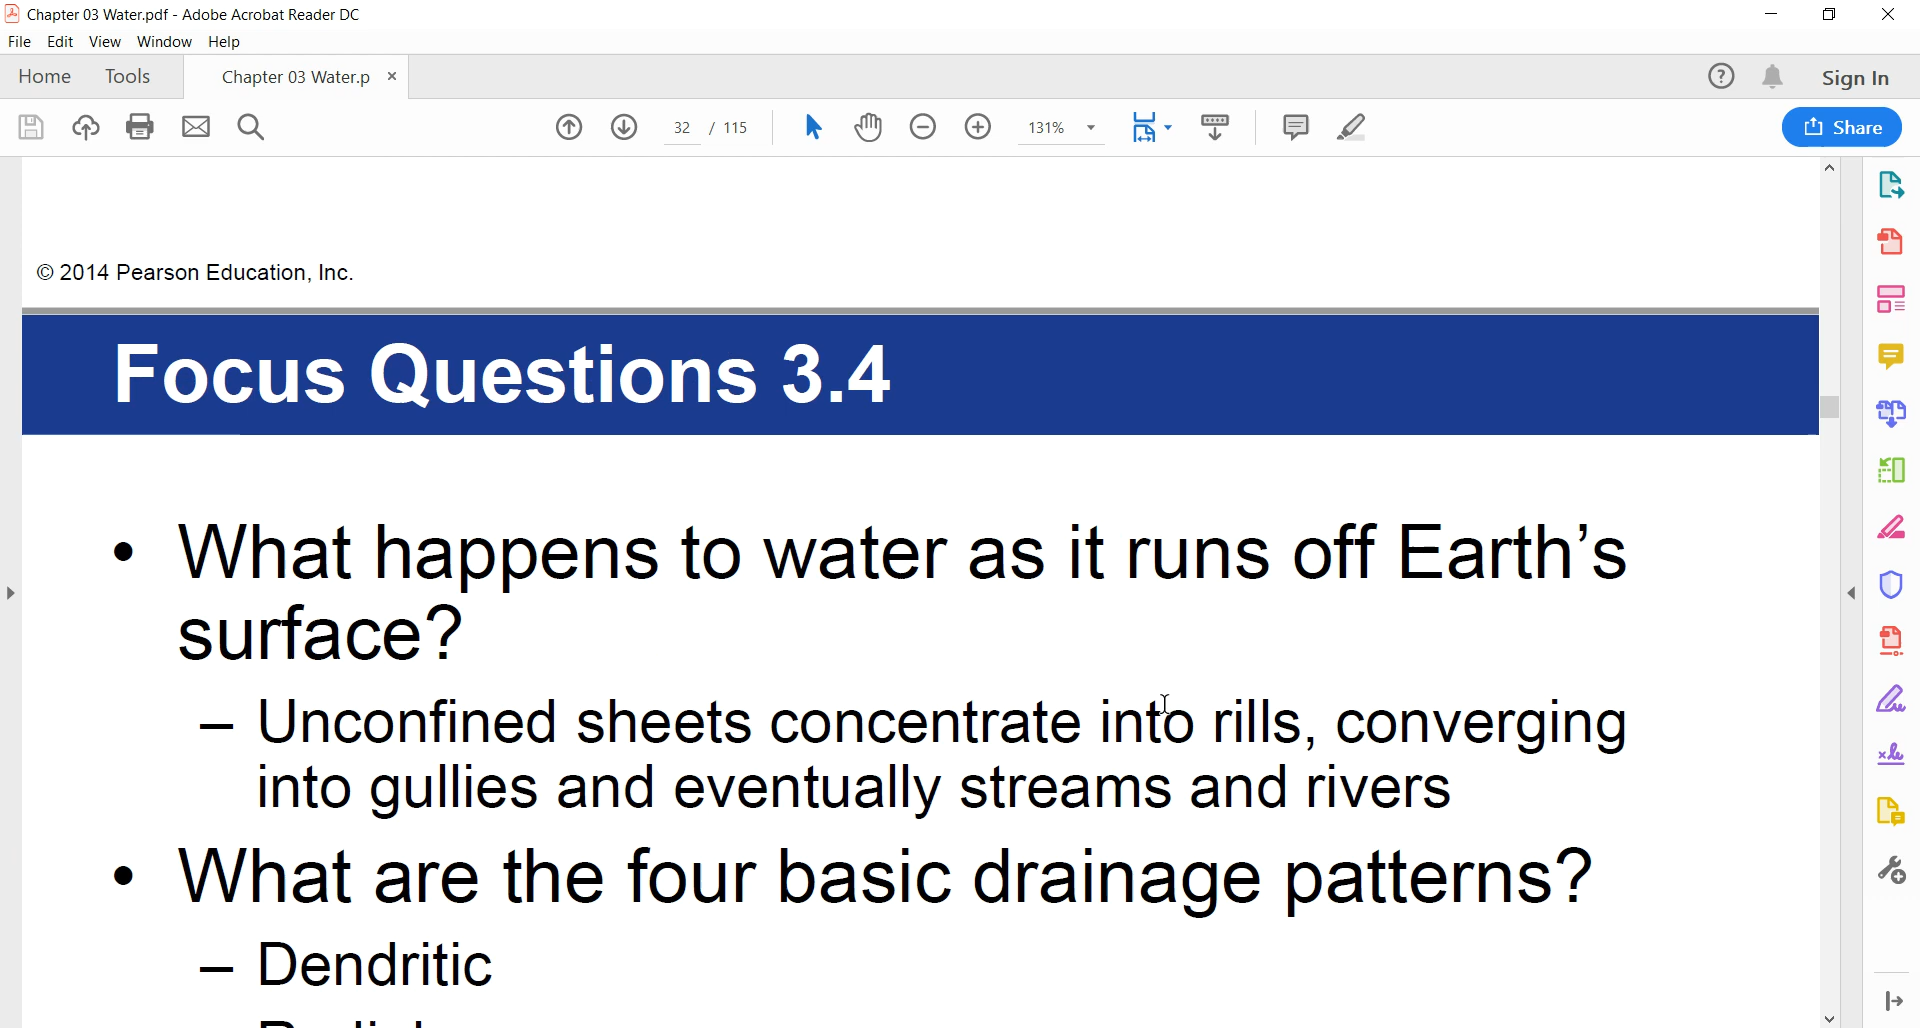 Chapter 03 Water.pdf - Adobe Acrobat Reader DC
File Edit View Window Help
Home Tools Chapter 03 Water.p × Sign In
32 / 115 131% Share
© 2014 Pearson Education, Inc.
Focus Questions 3.4
• What happens to water as it runs off Earth’s
surface?
– Unconfined sheets concentrate into rills, converging
into gullies and eventually streams and rivers
• What are the four basic drainage patterns?
– Dendritic